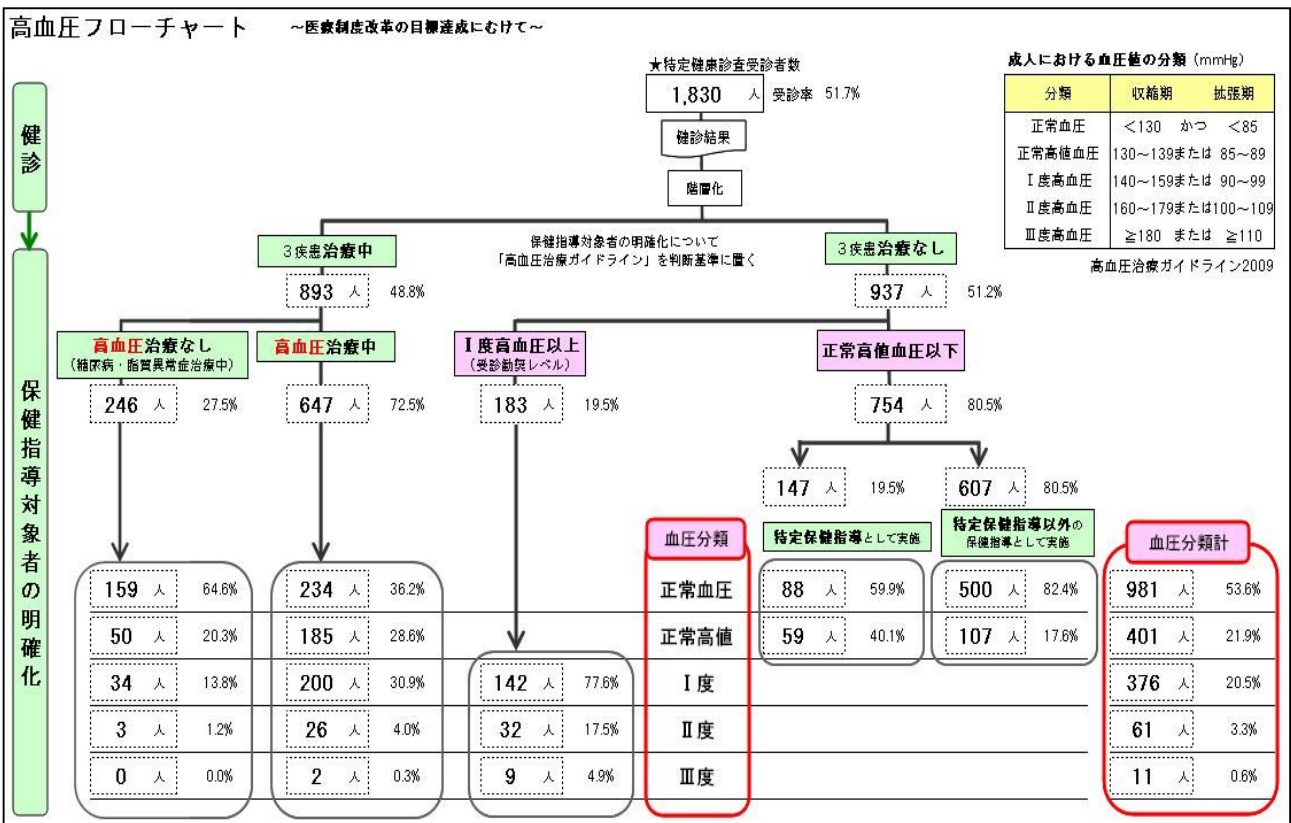 高血圧フローチャート ～医療制度改革の目標達成にむけて～
★特定健康診査受診者数
1,830 人 受診率 51.7%
健診結果
階層化
成人における血圧値の分類(mmHg)
分類 収縮期 拡張期
正常血圧 ＜130 かつ ＜85
正常高値血圧 130～139または 85～89
Ⅰ度高血圧 140～159または 90～99
Ⅱ度高血圧 160～179または100～109
Ⅲ度高血圧 ≧180 または ≧110
高血圧治療ガイドライン2009
健診
保健指導対象者の明確化
保健指導対象者の明確化について
「高血圧治療ガイドライン」を判断基準に置く
3疾患治療中
893 人 48.8%
3疾患治療なし
937 人 51.2%
高血圧治療なし
(糖尿病・脂質異常症治療中)
246 人 27.5%
高血圧治療中
647 人 72.5%
Ⅰ度高血圧以上
(受診勧奨レベル)
183 人 19.5%
正常高値血圧以下
754 人 80.5%
147 人 19.5%
607 人 80.5%
血圧分類
特定保健指導として実施
特定保健指導以外の
保健指導として実施
血圧分類計
159 人 64.6% 234 人 36.2% 正常血圧 88 人 59.9% 500 人 82.4% 981 人 53.6%
50 人 20.3% 185 人 28.6% 正常高値 59 人 40.1% 107 人 17.6% 401 人 21.9%
34 人 13.8% 200 人 30.9% 142 人 77.6% Ⅰ度 376 人 20.5%
3 人 1.2% 26 人 4.0% 32 人 17.5% Ⅱ度 61 人 3.3%
0 人 0.0% 2 人 0.3% 9 人 4.9% Ⅲ度 11 人 0.6%